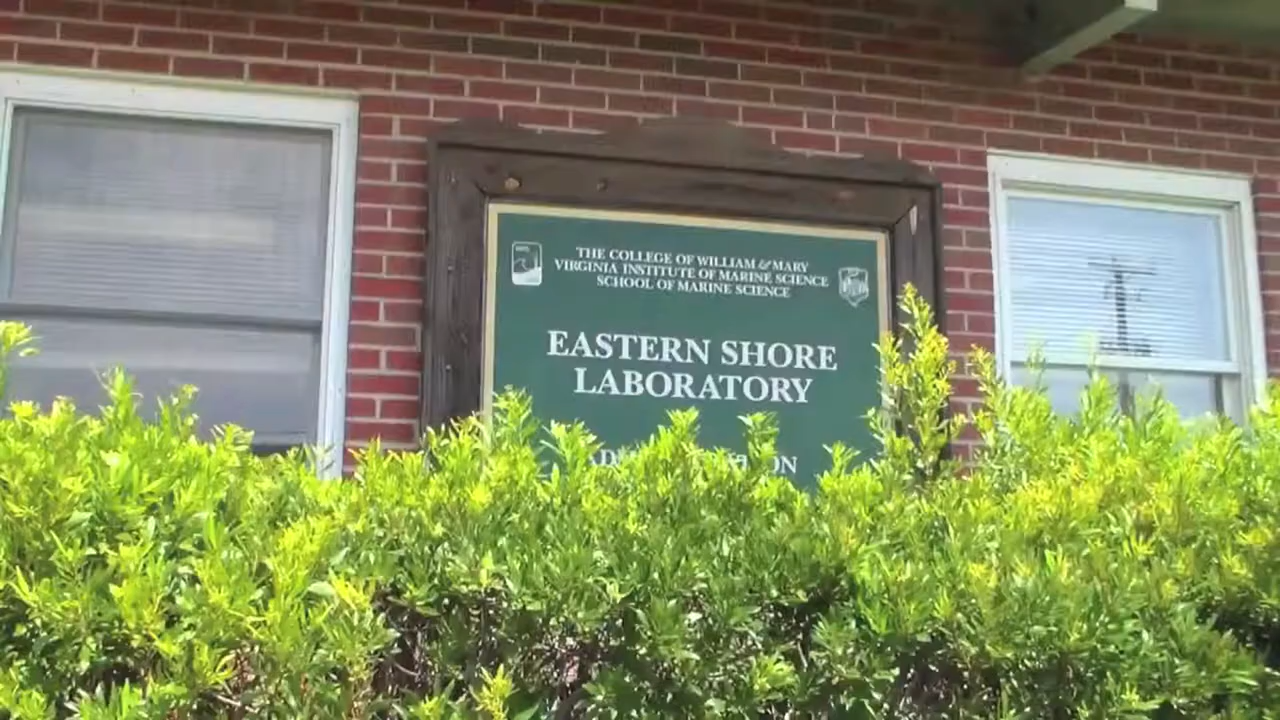 THE COLLEGE OF WILLIAM & MARY
VIRGINIA INSTITUTE OF MARINE SCIENCE
SCHOOL OF MARINE SCIENCE
EASTERN SHORE
LABORATORY